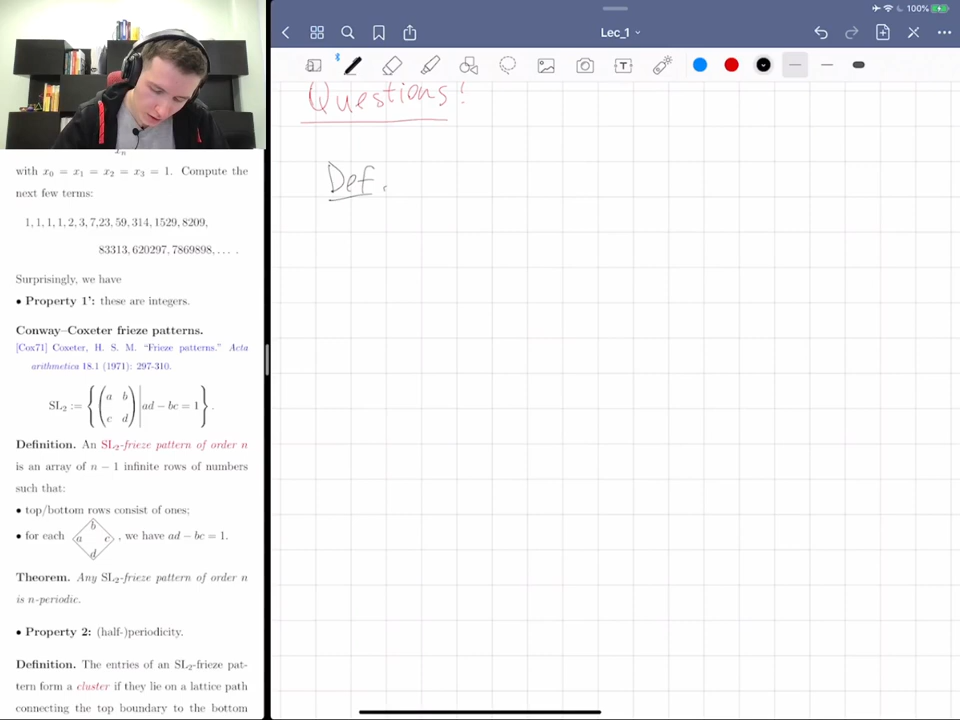 100%
Lec_1
Questions!
Def.
x_n
with x_0 = x_1 = x_2 = x_3 = 1. Compute the
next few terms:
1, 1, 1, 1, 2, 3, 7, 23, 59, 314, 1529, 8209,
83313, 620297, 7869898, . . . .
Surprisingly, we have
• Property 1’: these are integers.
Conway–Coxeter frieze patterns.
[Cox71] Coxeter, H. S. M. “Frieze patterns.” Acta
arithmetica 18.1 (1971): 297-310.
SL_2 := { ( a b c d ) | ad − bc = 1 } .
Definition. An SL_2-frieze pattern of order n
is an array of n − 1 infinite rows of numbers
such that:
• top/bottom rows consist of ones;
• for each a b c d , we have ad − bc = 1.
Theorem. Any SL_2-frieze pattern of order n
is n-periodic.
• Property 2: (half-)periodicity.
Definition. The entries of an SL_2-frieze pat-
tern form a cluster if they lie on a lattice path
connecting the top boundary to the bottom